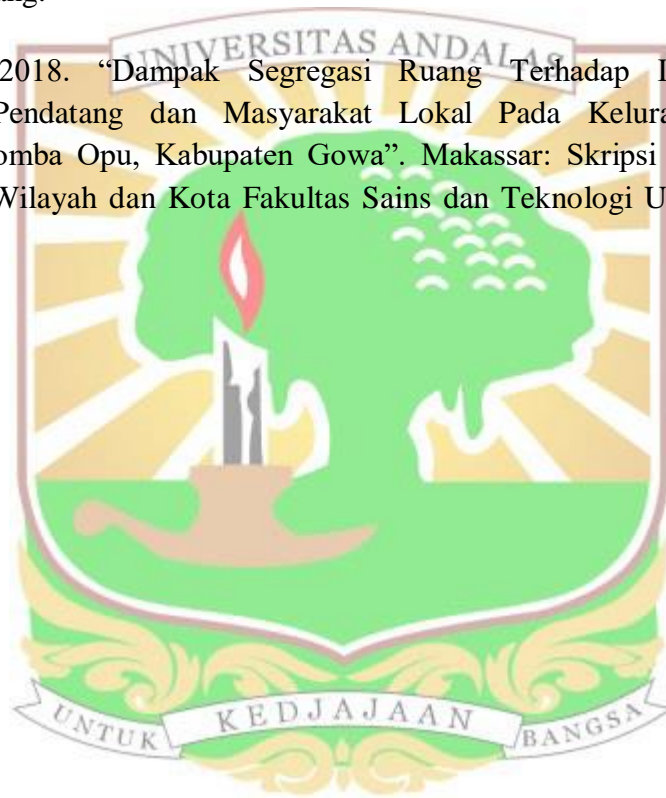 ang.
UNIVERSITAS ANDALAS
2018. “Dampak Segregasi Ruang Terhadap I
Pendatang dan Masyarakat Lokal Pada Kelura
omba Opu, Kabupaten Gowa”. Makassar: Skripsi
Wilayah dan Kota Fakultas Sains dan Teknologi U
UNTUK KEDJAJAAN BANGSA